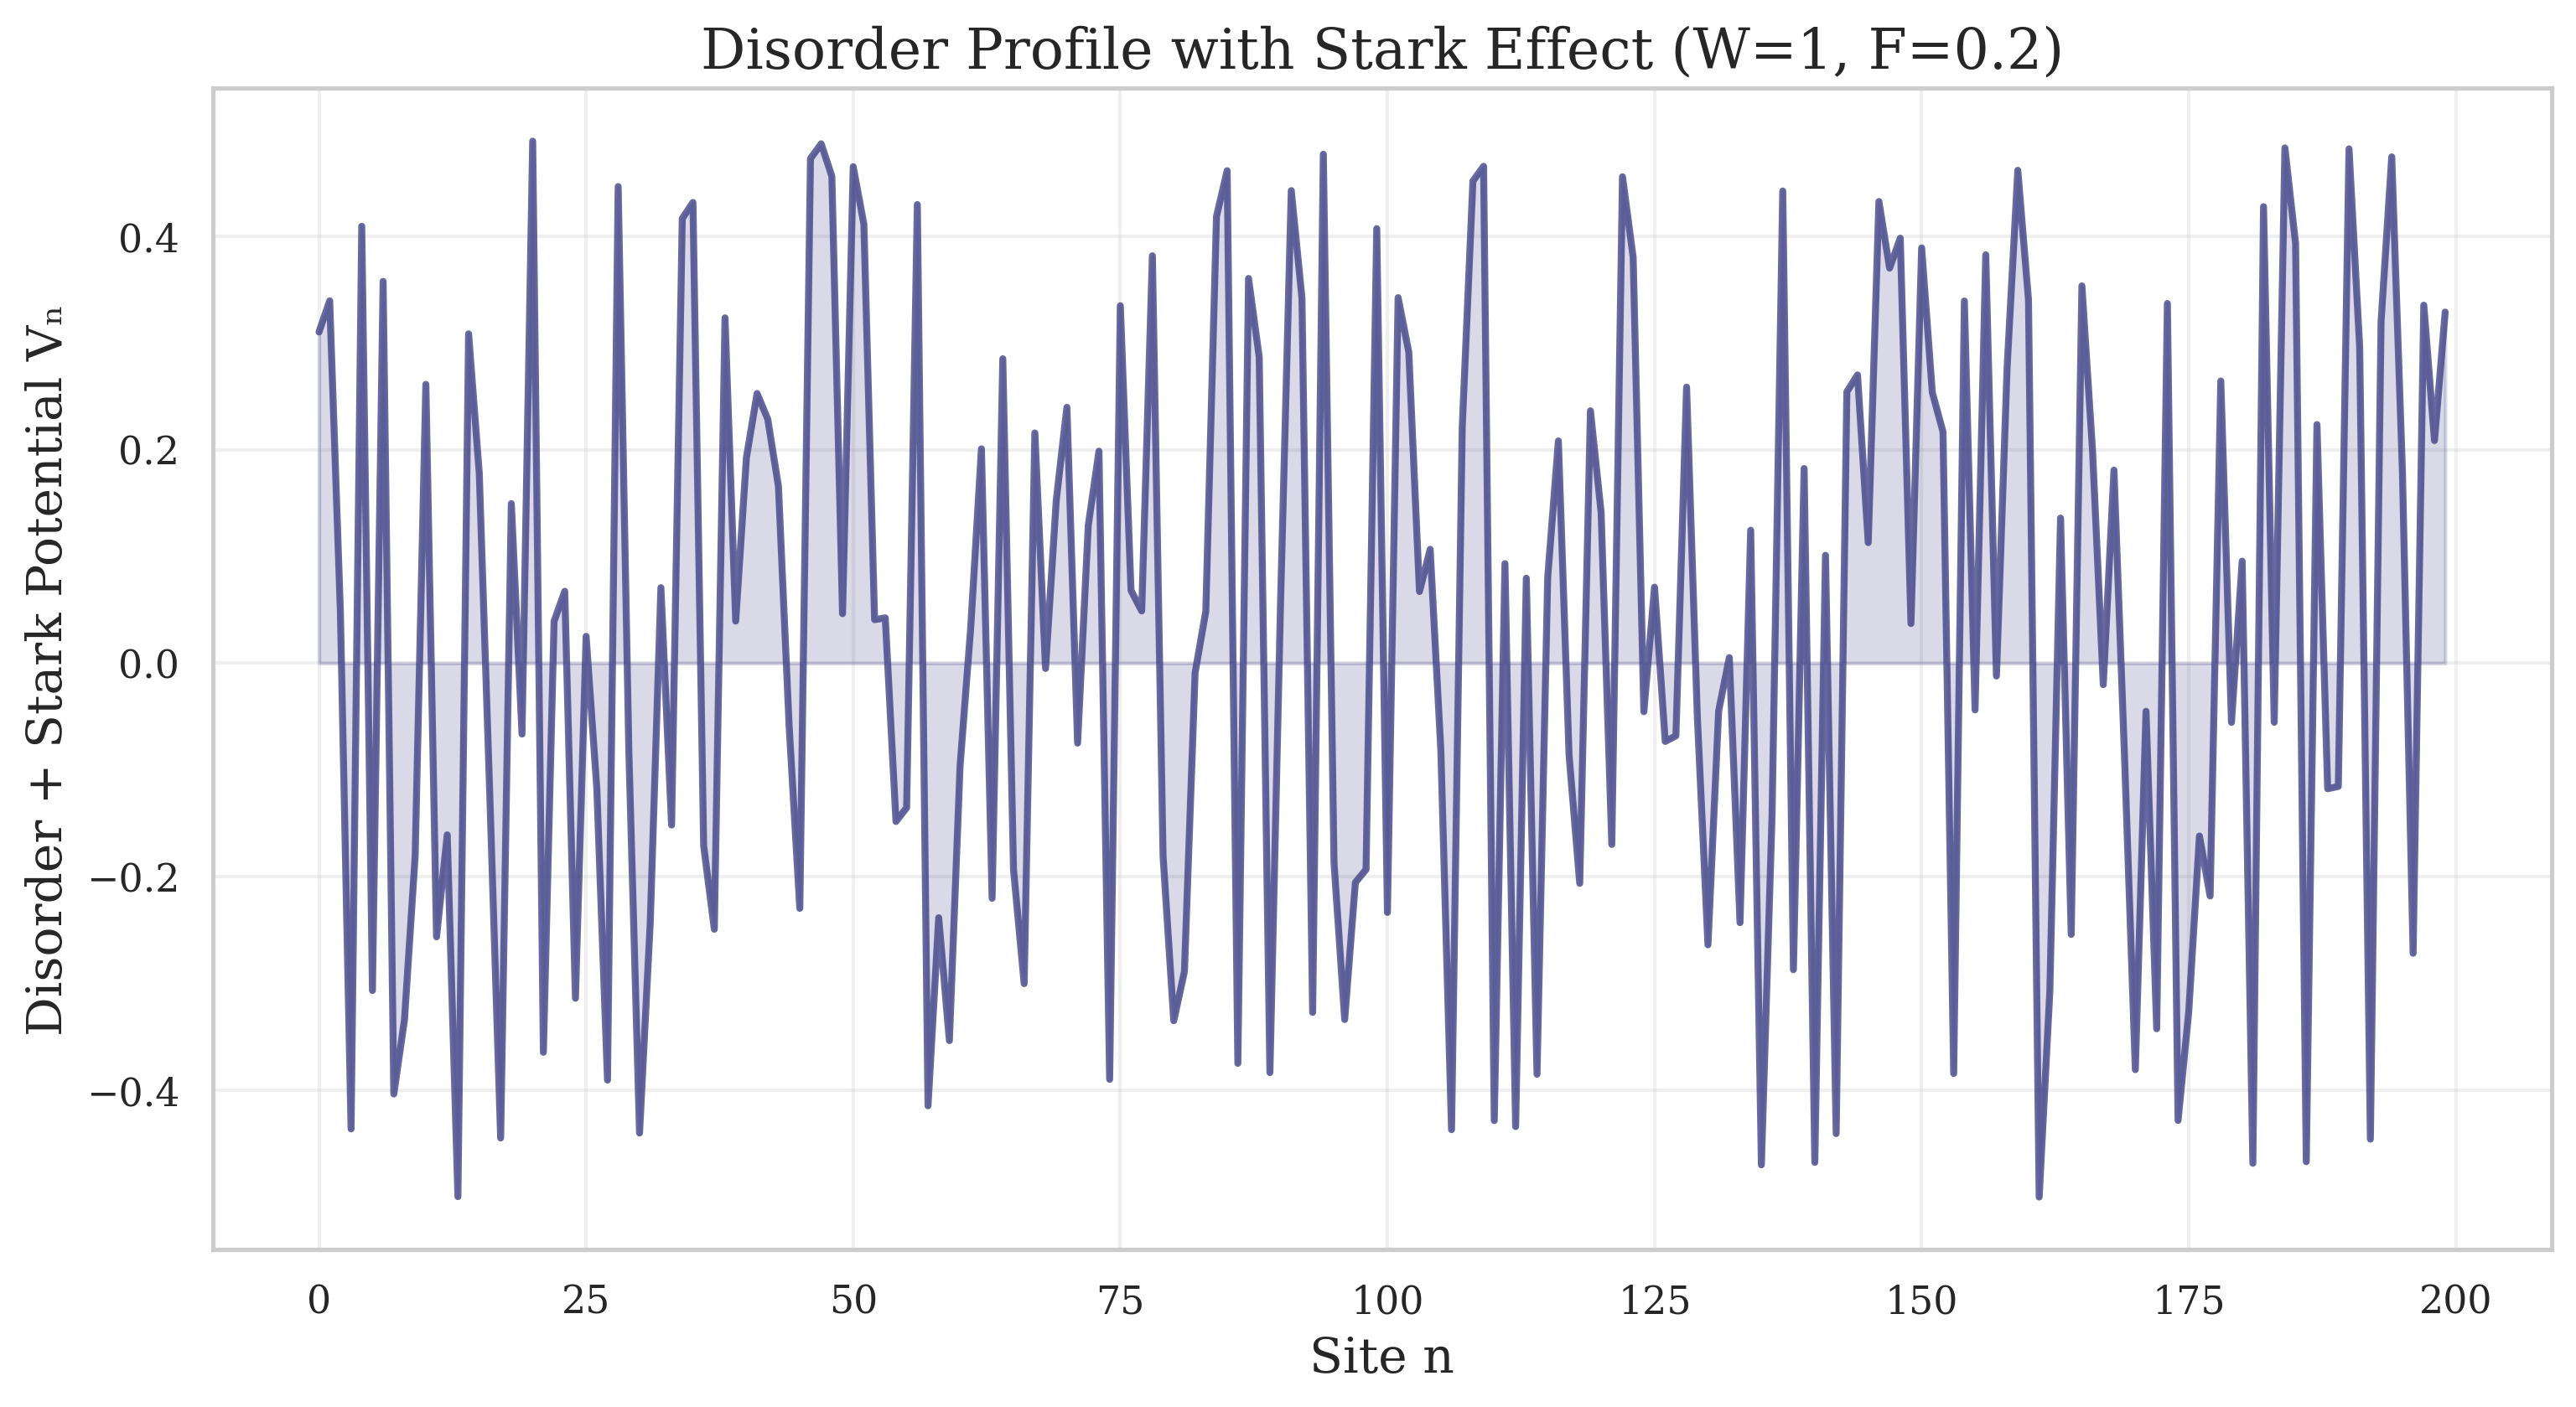 Disorder Profile with Stark Effect (W=1, F=0.2)
Disorder + Stark Potential Vₙ
0.4
0.2
0.0
−0.2
−0.4
0 25 50 75 100 125 150 175 200
Site n